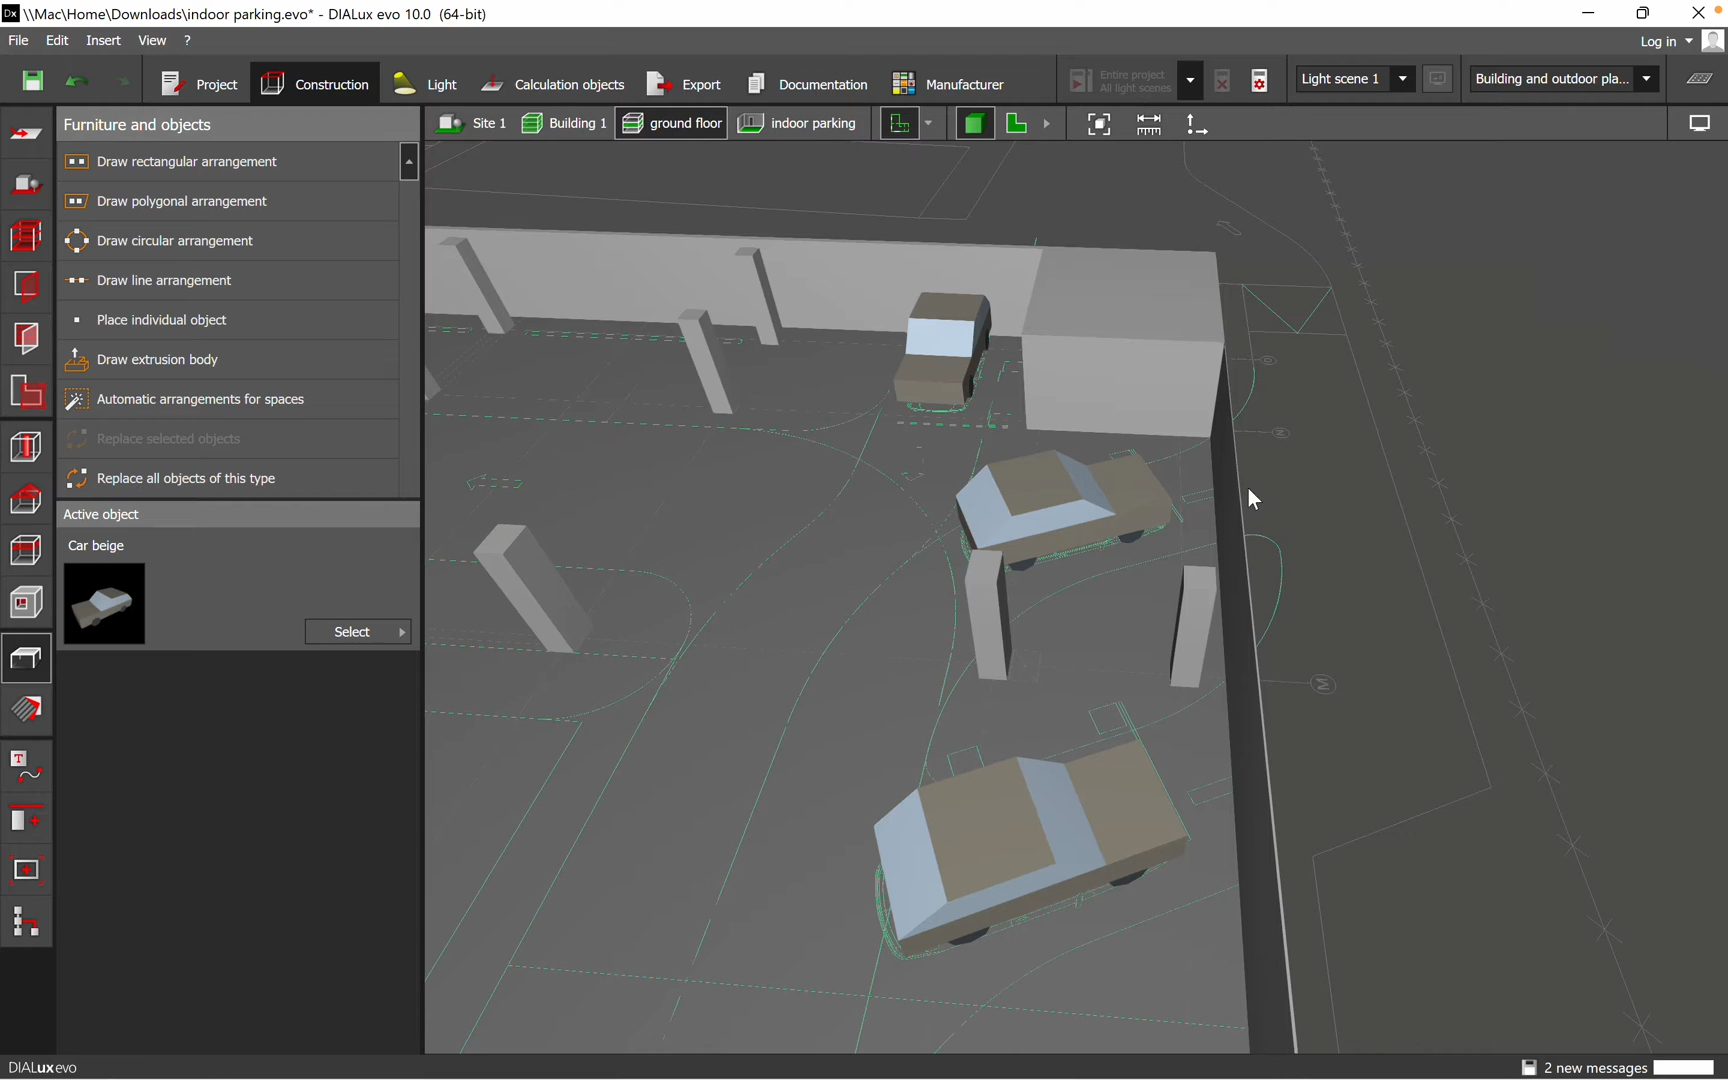 Dx \\Mac\Home\Downloads\indoor parking.evo* - DIALux evo 10.0 (64-bit)
File Edit Insert View ?
Log in
Project Construction Light Calculation objects Export Documentation Manufacturer
Entire project
All light scenes
Light scene 1
Building and outdoor pla...
Furniture and objects
Site 1 Building 1 ground floor indoor parking
Draw rectangular arrangement
Draw polygonal arrangement
Draw circular arrangement
Draw line arrangement
Place individual object
Draw extrusion body
Automatic arrangements for spaces
Replace selected objects
Replace all objects of this type
Active object
Car beige
Select
T
M
DIALux evo
2 new messages